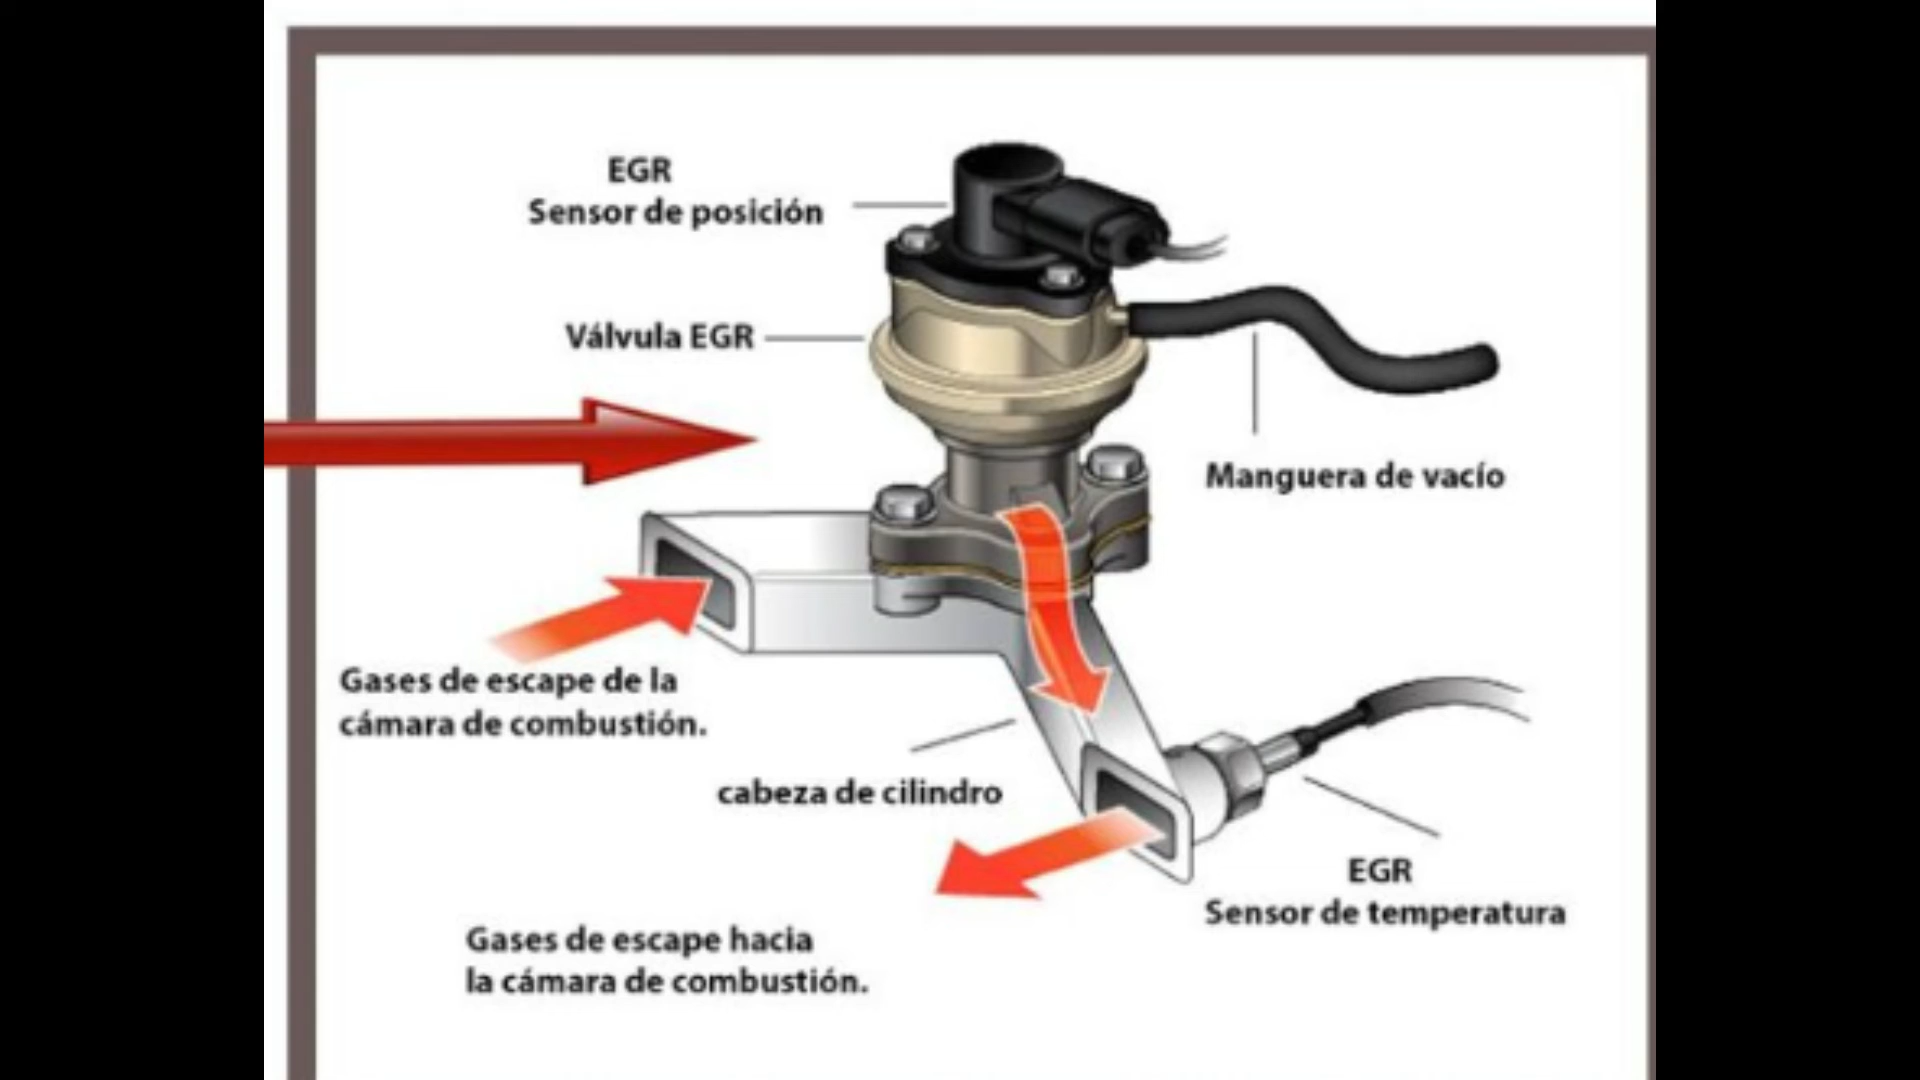 EGR
Sensor de posición
Válvula EGR
Manguera de vacío
Gases de escape de la
cámara de combustión.
cabeza de cilindro
EGR
Sensor de temperatura
Gases de escape hacia
la cámara de combustión.